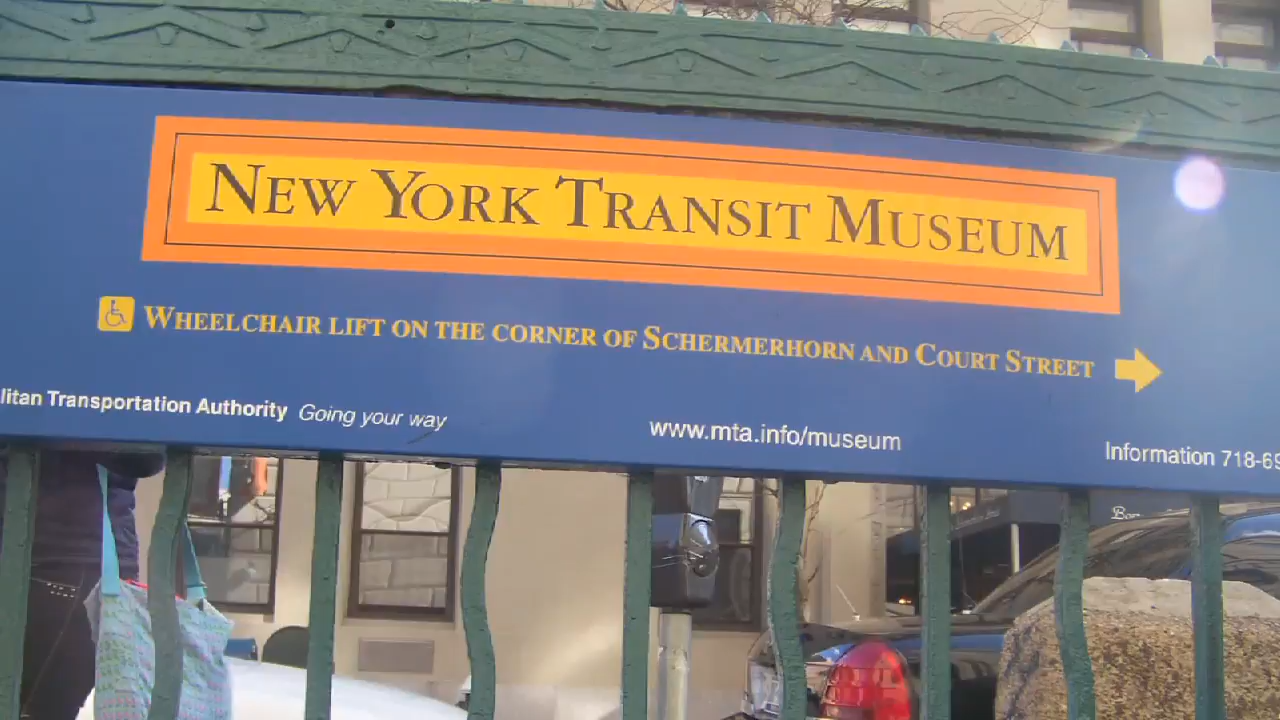 NEW YORK TRANSIT MUSEUM
WHEELCHAIR LIFT ON THE CORNER OF SCHERMERHORN AND COURT STREET
litan Transportation Authority Going your way
www.mta.info/museum
Information 718-69